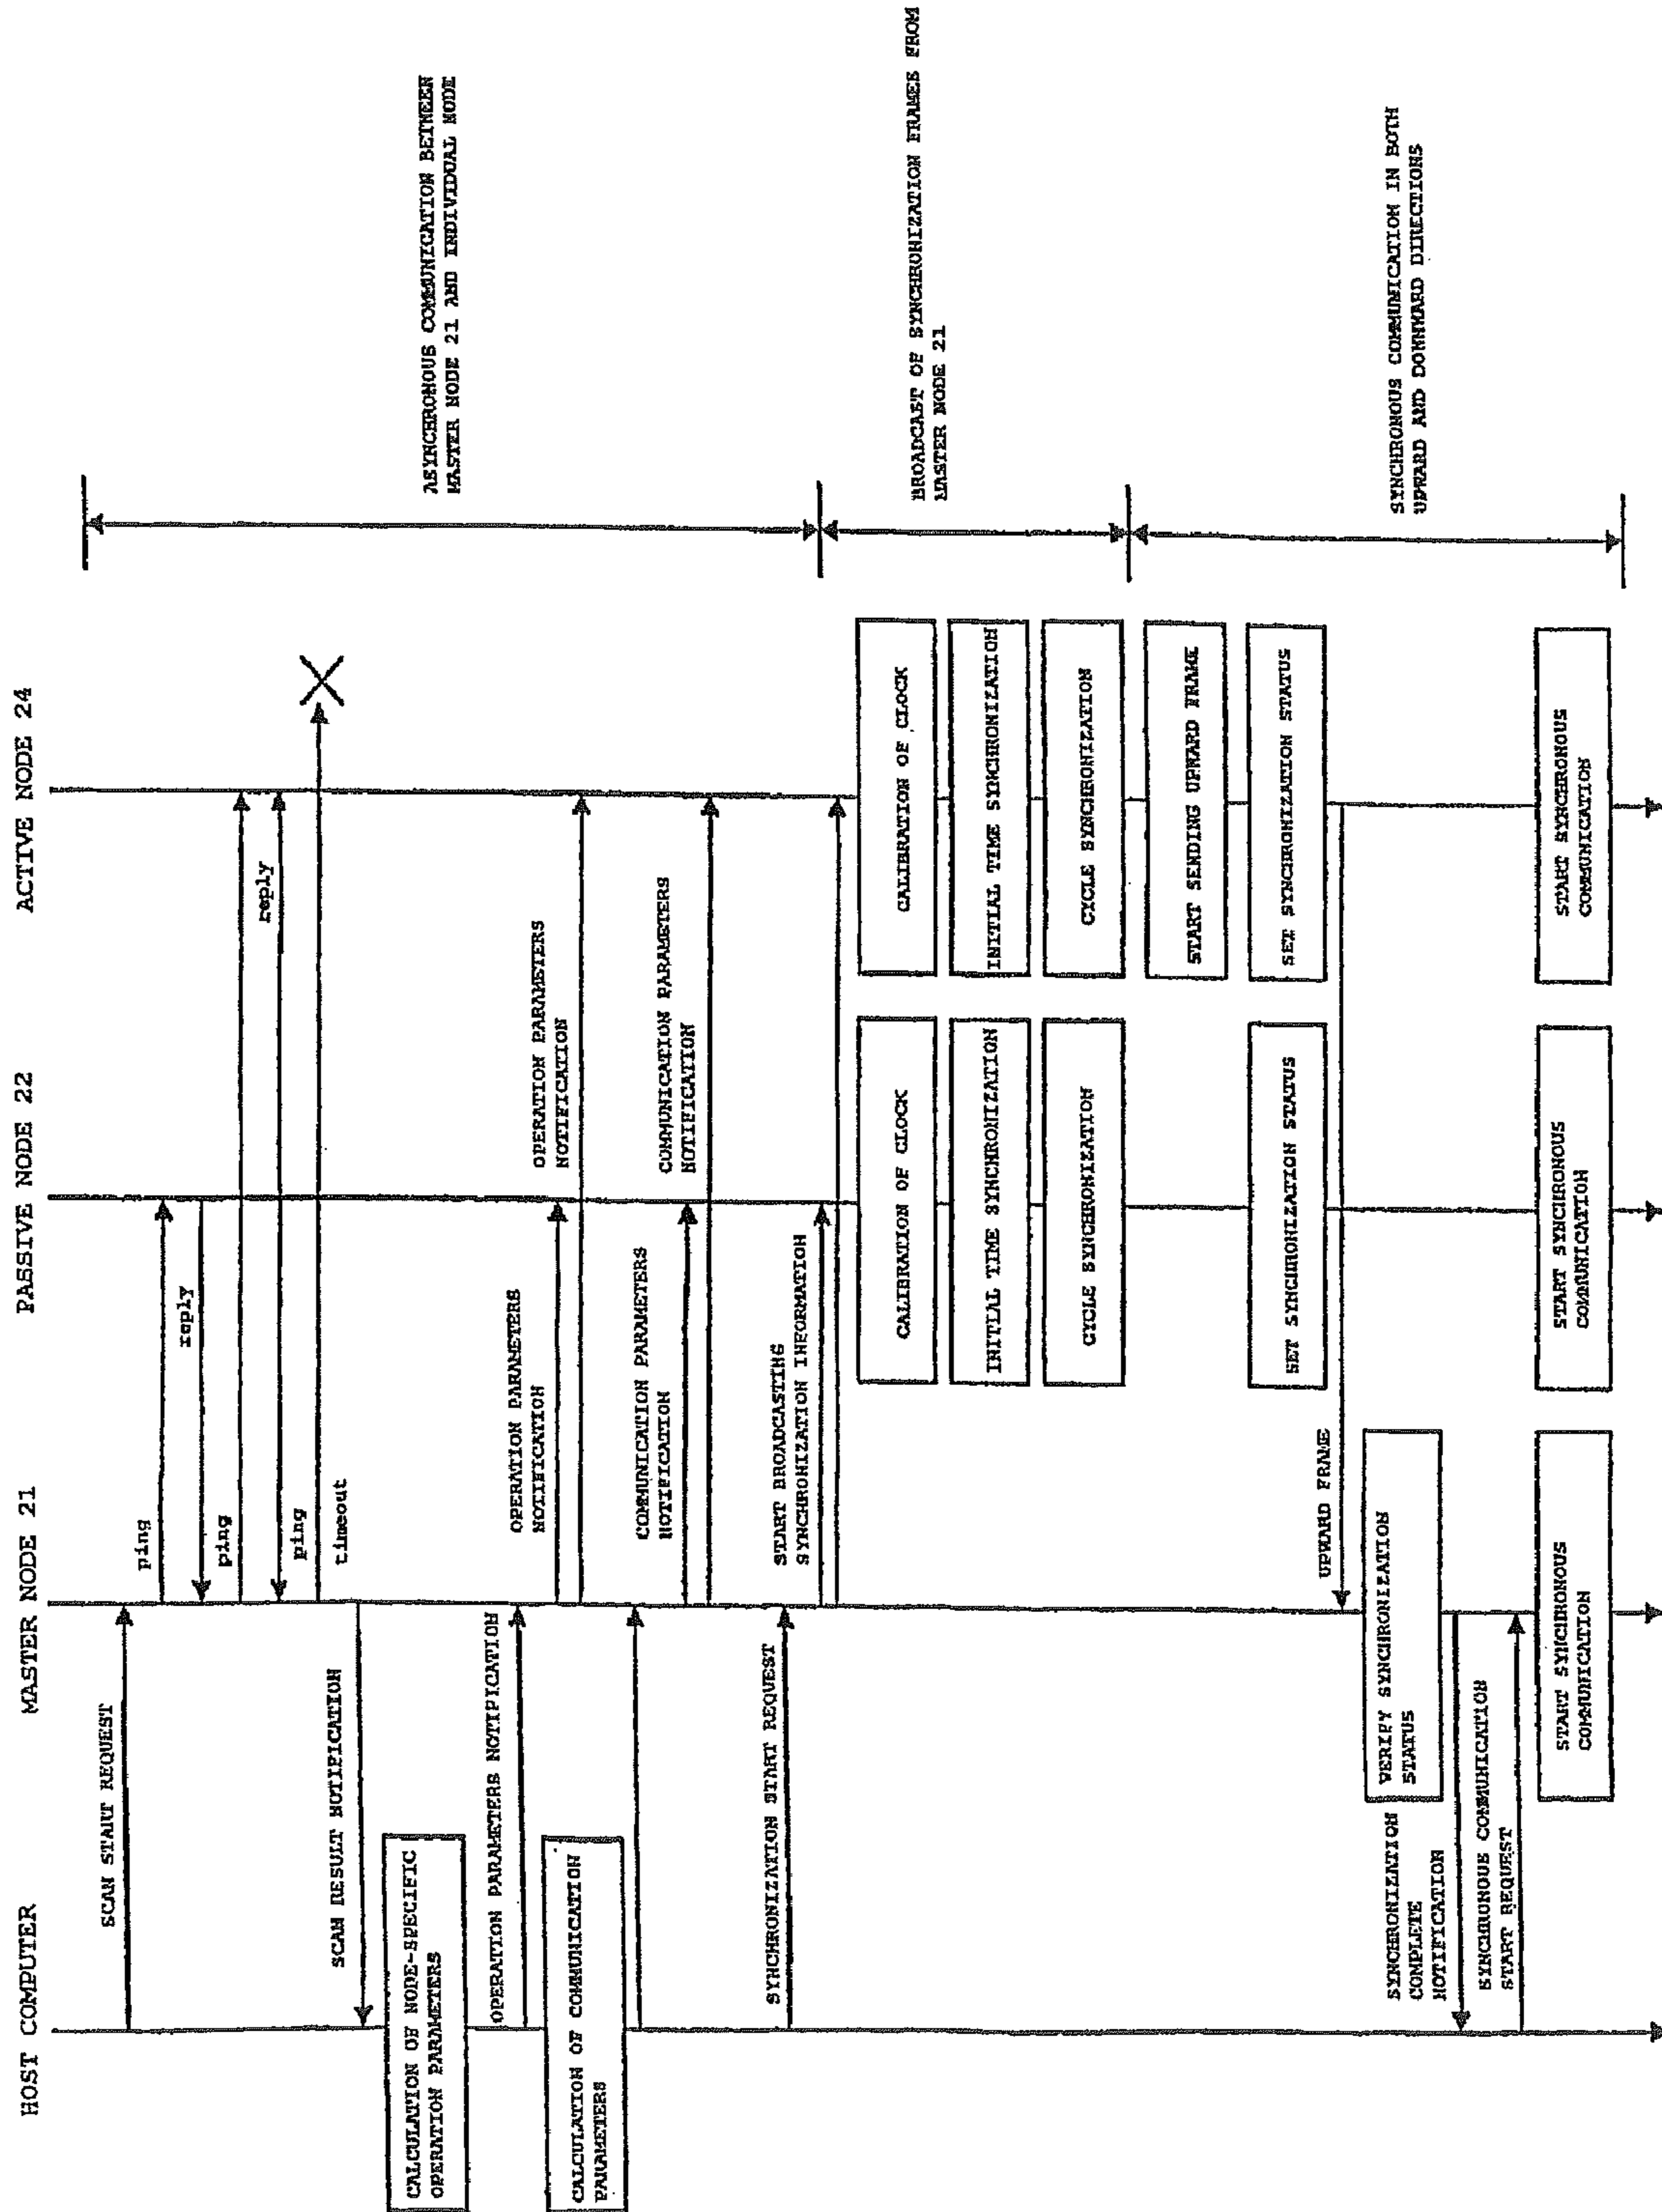 HOST COMPUTER
MASTER NODE 21
PASSIVE NODE 22
ACTIVE NODE 24
SCAN START REQUEST
ping
reply
ping
reply
ping
timeout
SCAN RESULT NOTIFICATION
CALCULATION OF NODE-SPECIFIC
OPERATION PARAMETERS
OPERATION PARAMETERS NOTIFICATION
OPERATION PARAMETERS
NOTIFICATION
OPERATION PARAMETERS
NOTIFICATION
CALCULATION OF COMMUNICATION
PARAMETERS
COMMUNICATION PARAMETERS
NOTIFICATION
COMMUNICATION PARAMETERS
NOTIFICATION
SYNCHRONIZATION START REQUEST
START BROADCASTING
SYNCHRONIZATION INFORMATION
CALIBRATION OF CLOCK
CALIBRATION OF CLOCK
INITIAL TIME SYNCHRONIZATION
INITIAL TIME SYNCHRONIZATION
CYCLE SYNCHRONIZATION
CYCLE SYNCHRONIZATION
START SENDING UPWARD FRAME
SET SYNCHRONIZATION STATUS
SET SYNCHRONIZATION STATUS
UPWARD FRAME
VERIFY SYNCHRONIZATION
STATUS
SYNCHRONIZATION
COMPLETE
NOTIFICATION
SYNCHRONOUS COMMUNICATION
START REQUEST
START SYNCHRONOUS
COMMUNICATION
START SYNCHRONOUS
COMMUNICATION
START SYNCHRONOUS
COMMUNICATION
ASYNCHRONOUS COMMUNICATION BETWEEN
MASTER NODE 21 AND INDIVIDUAL NODE
BROADCAST OF SYNCHRONIZATION FRAMES FROM
MASTER NODE 21
SYNCHRONOUS COMMUNICATION IN BOTH
UPWARD AND DOWNWARD DIRECTIONS